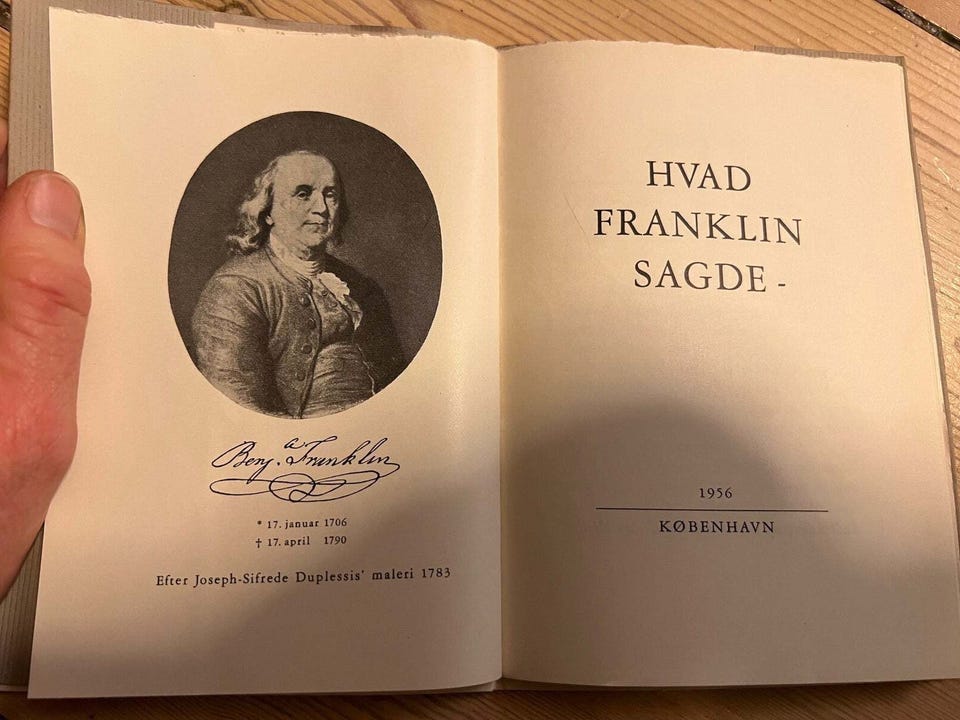 Benj.ⁿ Franklin
* 17. januar 1706
† 17. april 1790
Efter Joseph-Sifrede Duplessis' maleri 1783
HVAD
FRANKLIN
SAGDE -
1956
KØBENHAVN